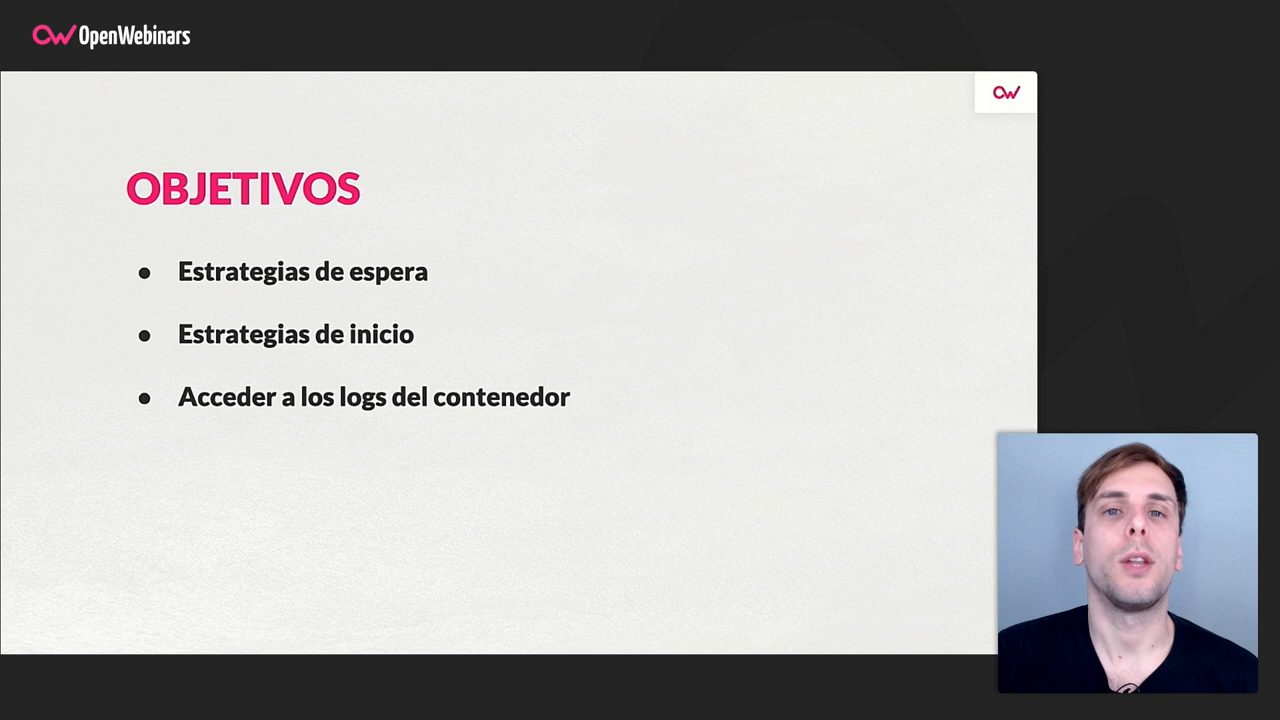 OpenWebinars
OBJETIVOS
● Estrategias de espera
● Estrategias de inicio
● Acceder a los logs del contenedor